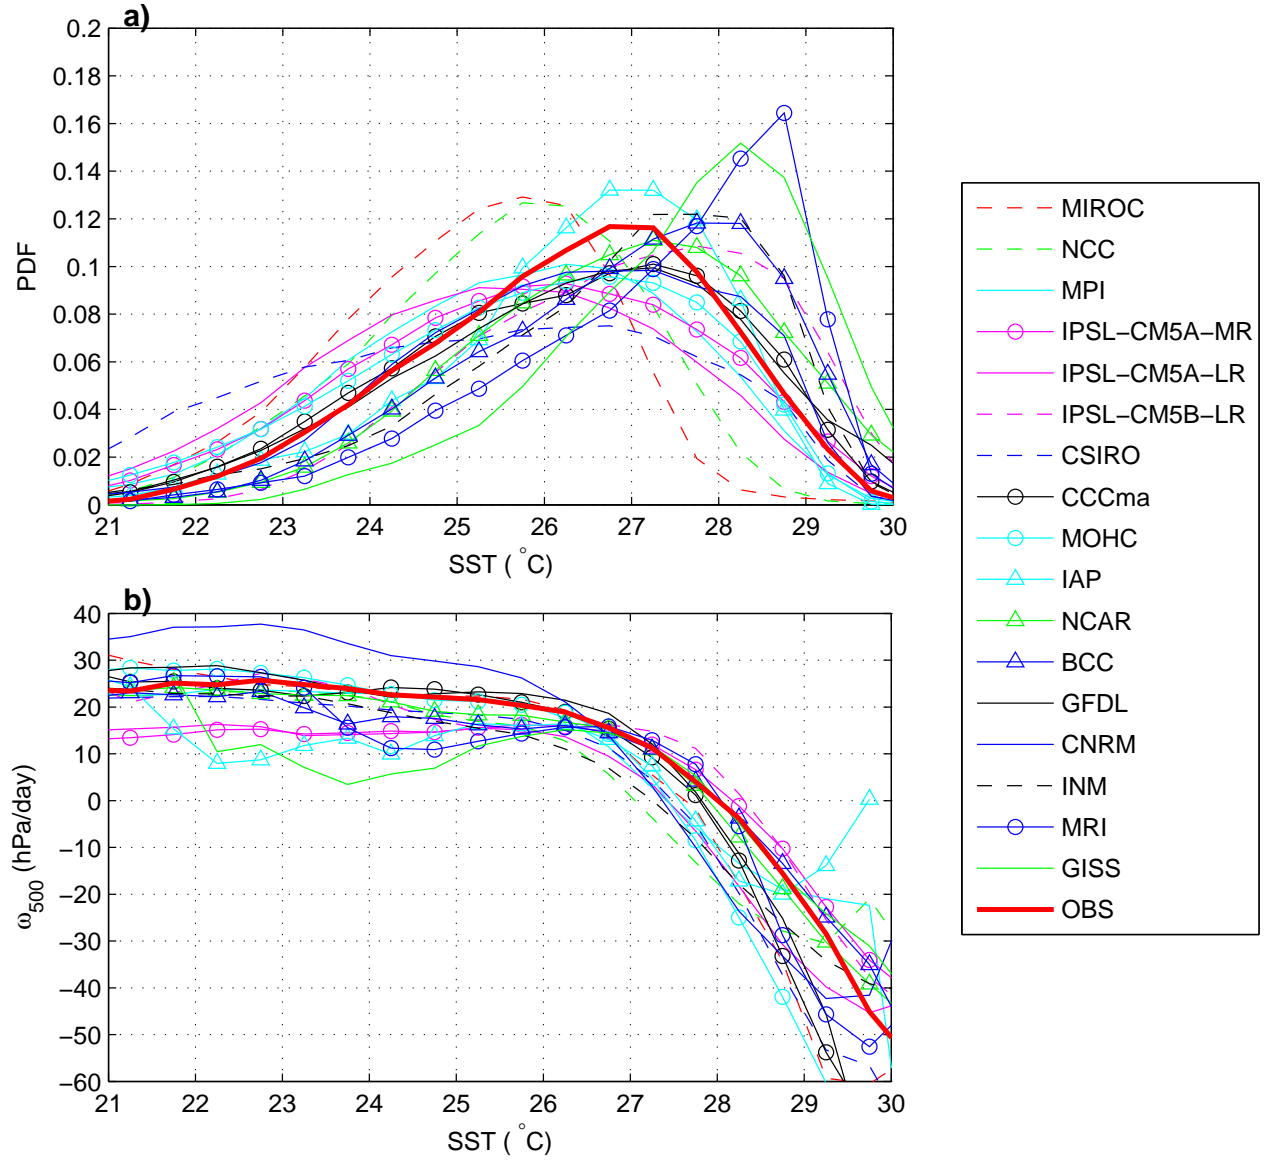 a)
0.2
0.18
0.16
0.14
0.12
0.1
0.08
0.06
0.04
0.02
0
PDF
21 22 23 24 25 26 27 28 29 30
SST ( °C)
b)
40
30
20
10
0
−10
−20
−30
−40
−50
−60
ω500 (hPa/day)
21 22 23 24 25 26 27 28 29 30
SST ( °C)
MIROC
NCC
MPI
IPSL−CM5A−MR
IPSL−CM5A−LR
IPSL−CM5B−LR
CSIRO
CCCma
MOHC
IAP
NCAR
BCC
GFDL
CNRM
INM
MRI
GISS
OBS